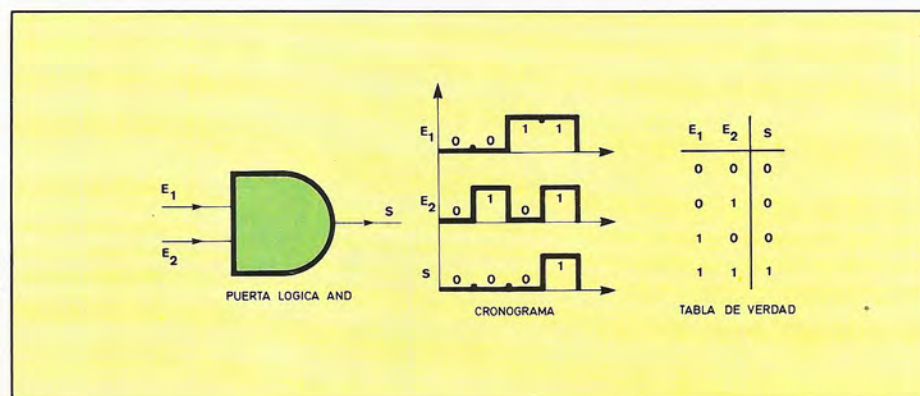 E1
E2
S
PUERTA LOGICA AND
E1
0 0 1 1
E2
0 1 0 1
S
0 0 0 1
CRONOGRAMA
E1 E2 S
0 0 0
0 1 0
1 0 0
1 1 1
TABLA DE VERDAD